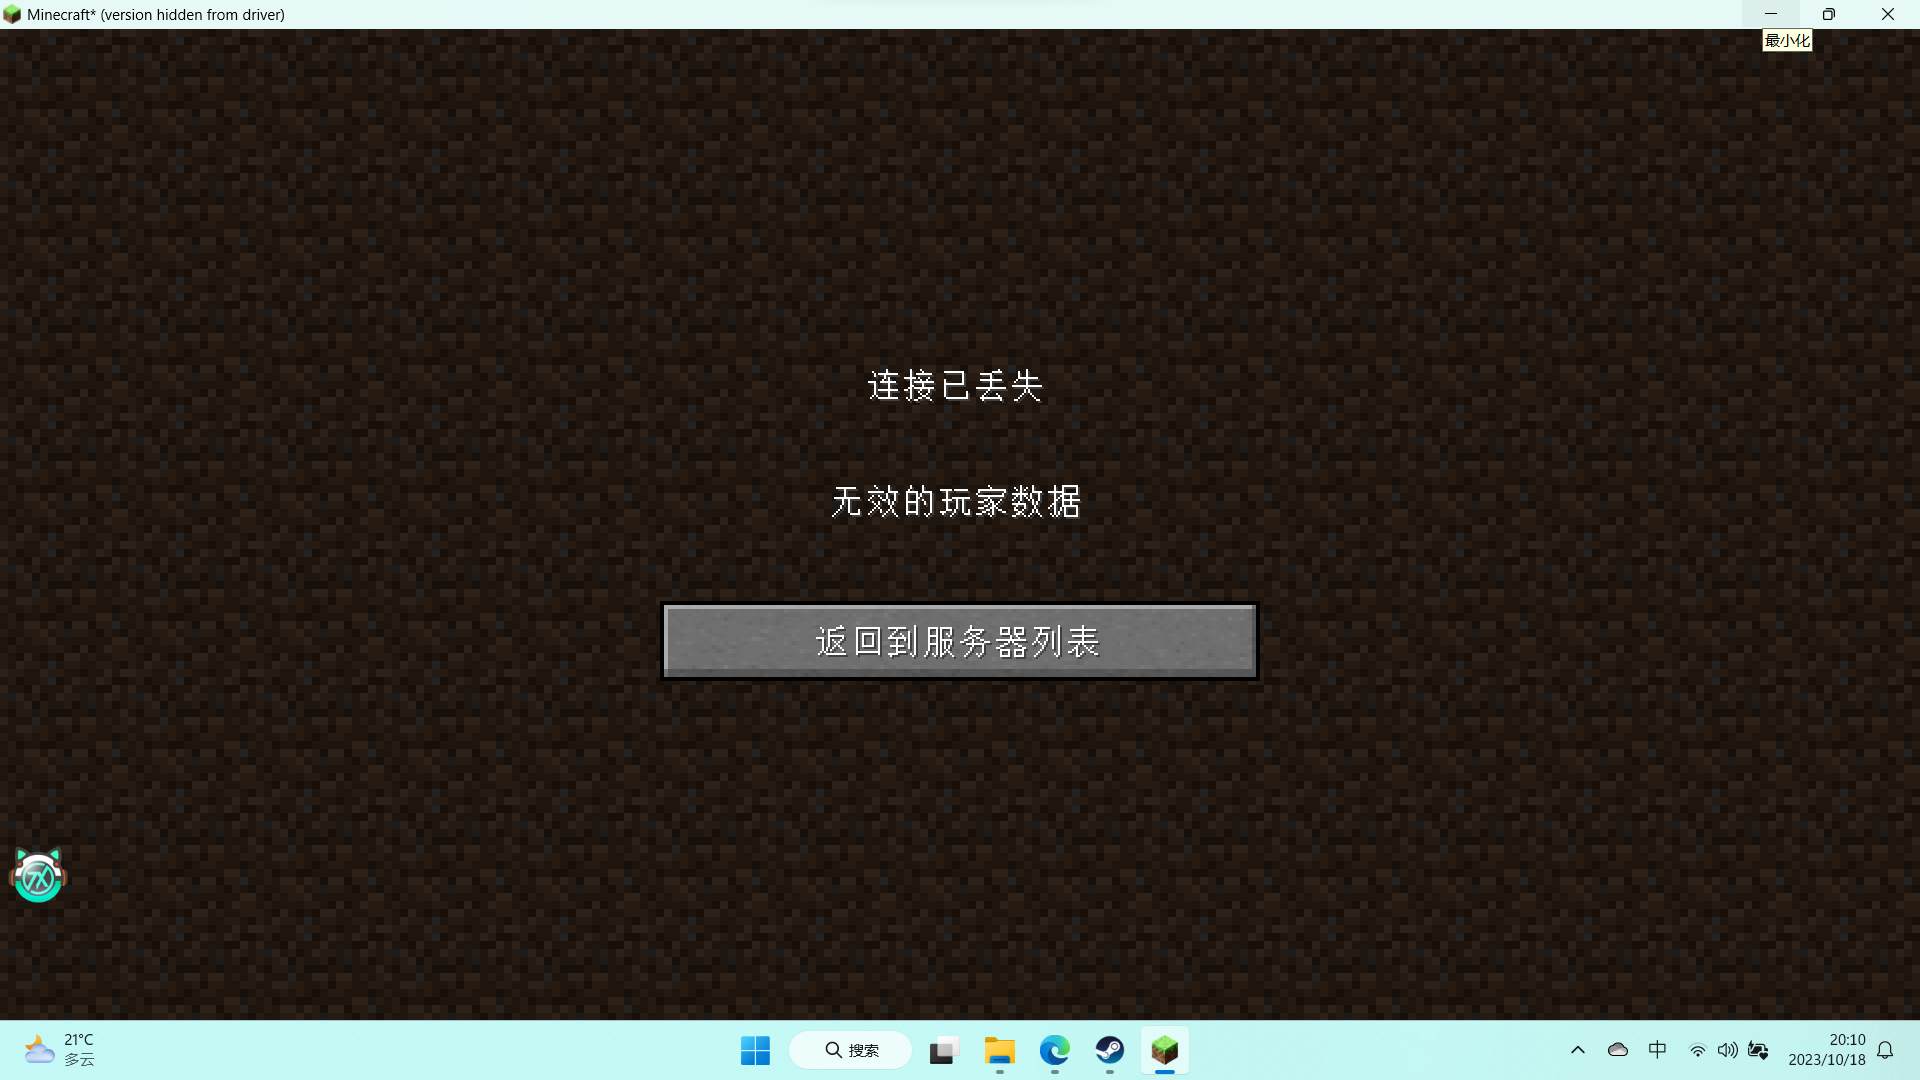 Minecraft* (version hidden from driver)
最小化
连接已丢失
无效的玩家数据
返回到服务器列表
21°C
多云
搜索
中
20:10
2023/10/18